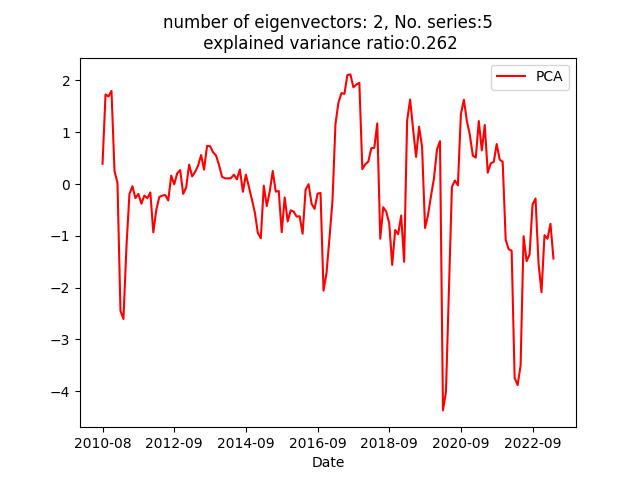 number of eigenvectors: 2, No. series:5
explained variance ratio:0.262
PCA
2
1
0
−1
−2
−3
−4
2010-08 2012-09 2014-09 2016-09 2018-09 2020-09 2022-09
Date